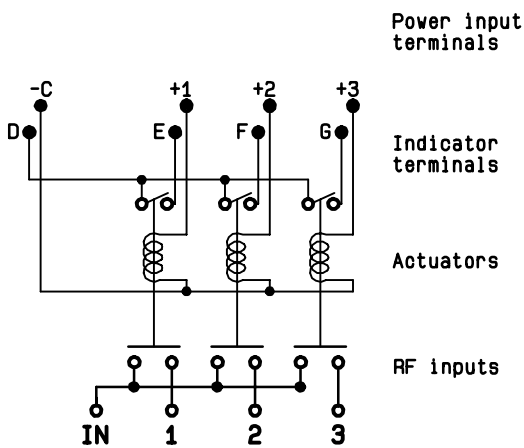 Power input
terminals
-C +1 +2 +3
D E F G
Indicator
terminals
Actuators
RF inputs
IN 1 2 3